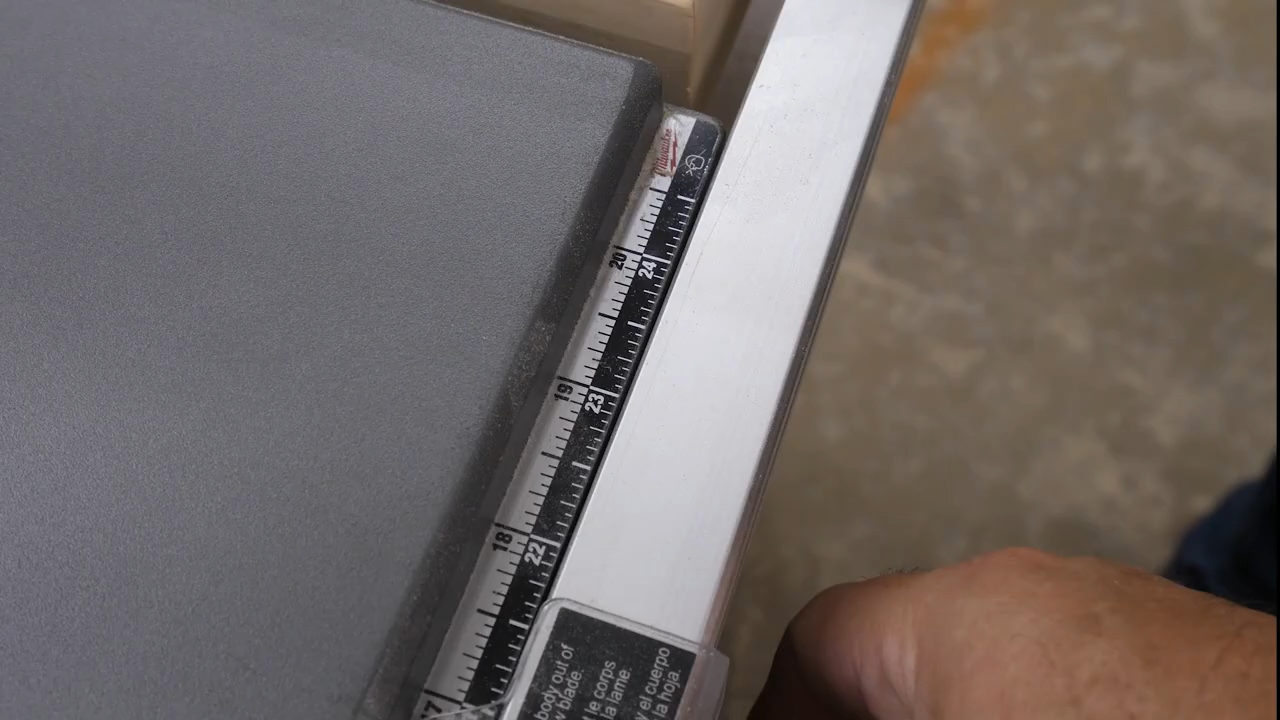 Milwaukee
20
24
19
23
18
22
17
body out of
w blade.
t le corps
la lame.
y el cuerpo
la hoja.